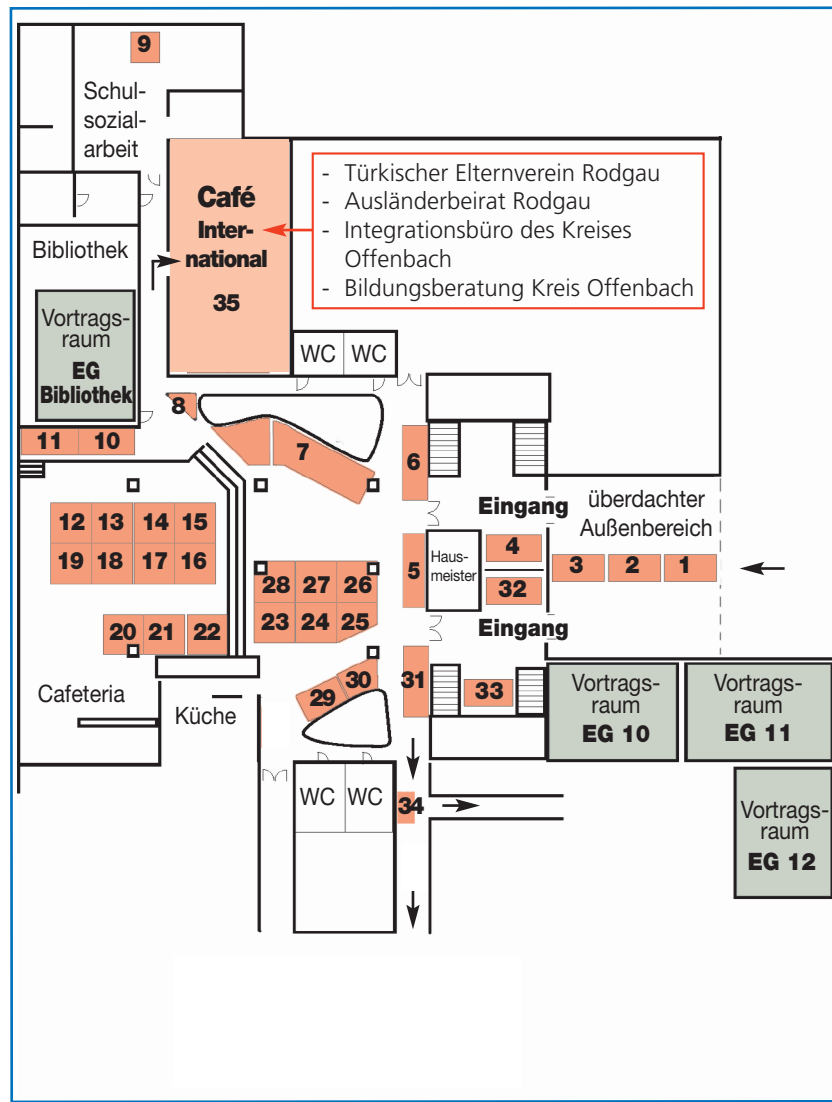 9
Schul-
sozial-
arbeit
Café
Inter-
national
35
- Türkischer Elternverein Rodgau
- Ausländerbeirat Rodgau
- Integrationsbüro des Kreises
Offenbach
- Bildungsberatung Kreis Offenbach
Bibliothek
Vortrags-
raum
EG
Bibliothek
WC WC
8
11 10
7
6
Eingang
überdachter
Außenbereich
12 13 14 15
19 18 17 16
5
Haus-
meister
4
32
3 2 1
28 27 26
23 24 25
Eingang
20 21 22
Cafeteria
Küche
29 30
31
33
Vortrags-
raum
EG 10
Vortrags-
raum
EG 11
WC WC
34
Vortrags-
raum
EG 12